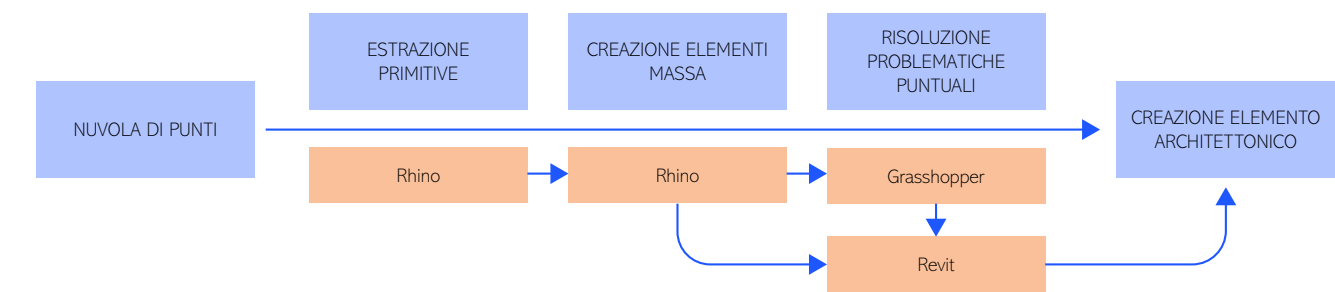 NUVOLA DI PUNTI
ESTRAZIONE
PRIMITIVE
CREAZIONE ELEMENTI
MASSA
RISOLUZIONE
PROBLEMATICHE
PUNTUALI
CREAZIONE ELEMENTO
ARCHITETTONICO
Rhino
Rhino
Grasshopper
Revit